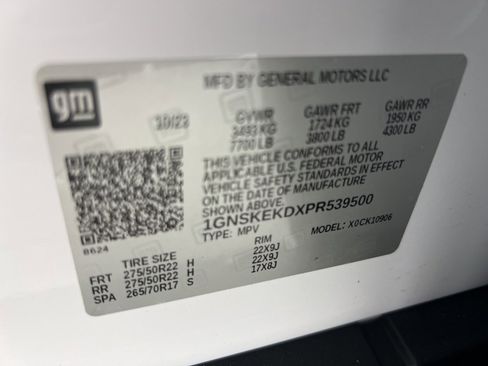 gm
MFD BY GENERAL MOTORS LLC
10/23 GVWR GAWR FRT GAWR RR
3493 KG 1724 KG 1950 KG
7700 LB 3800 LB 4300 LB
THIS VEHICLE CONFORMS TO ALL
APPLICABLE U.S. FEDERAL MOTOR
VEHICLE SAFETY STANDARDS IN EFFECT
ON THE DATE OF MANUFACTURE
SHOWN ABOVE.
1GNSKEKDXPR539500
8624 TYPE: MPV MODEL: X0CK10906
TIRE SIZE RIM
FRT 275/50R22 H 22X9J
RR 275/50R22 H 22X9J
SPA 265/70R17 S 17X8J